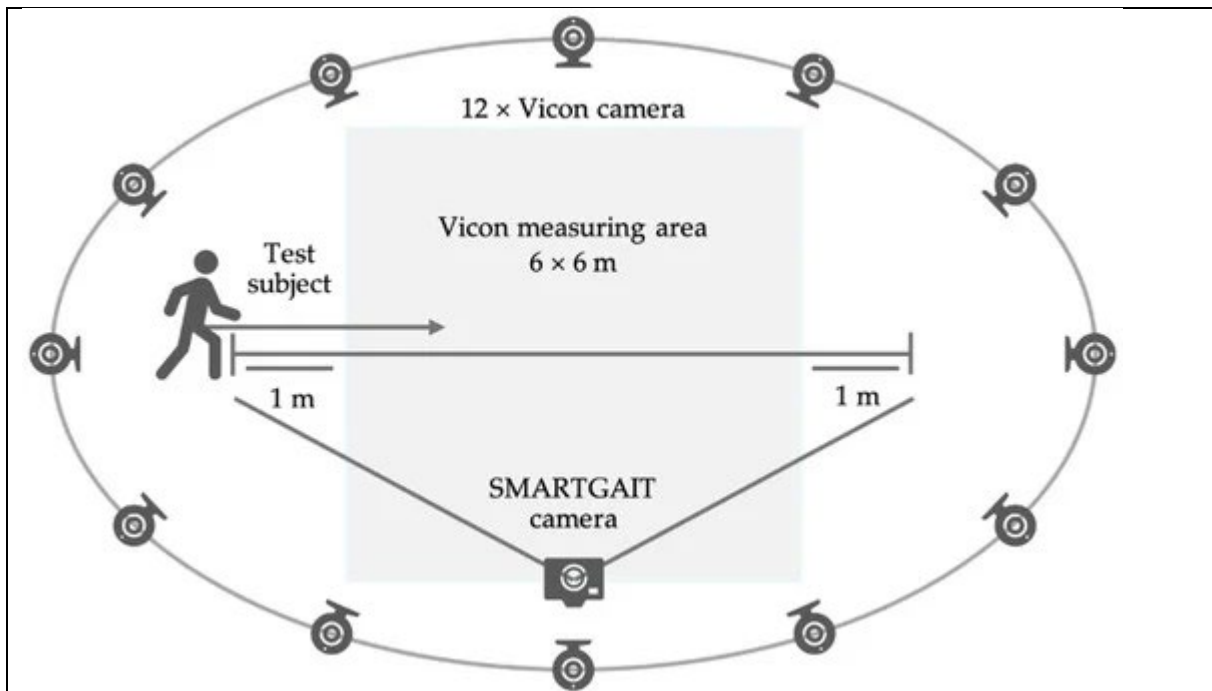 12 × Vicon camera
Vicon measuring area
6 × 6 m
Test
subject
1 m
1 m
SMARTGAIT
camera